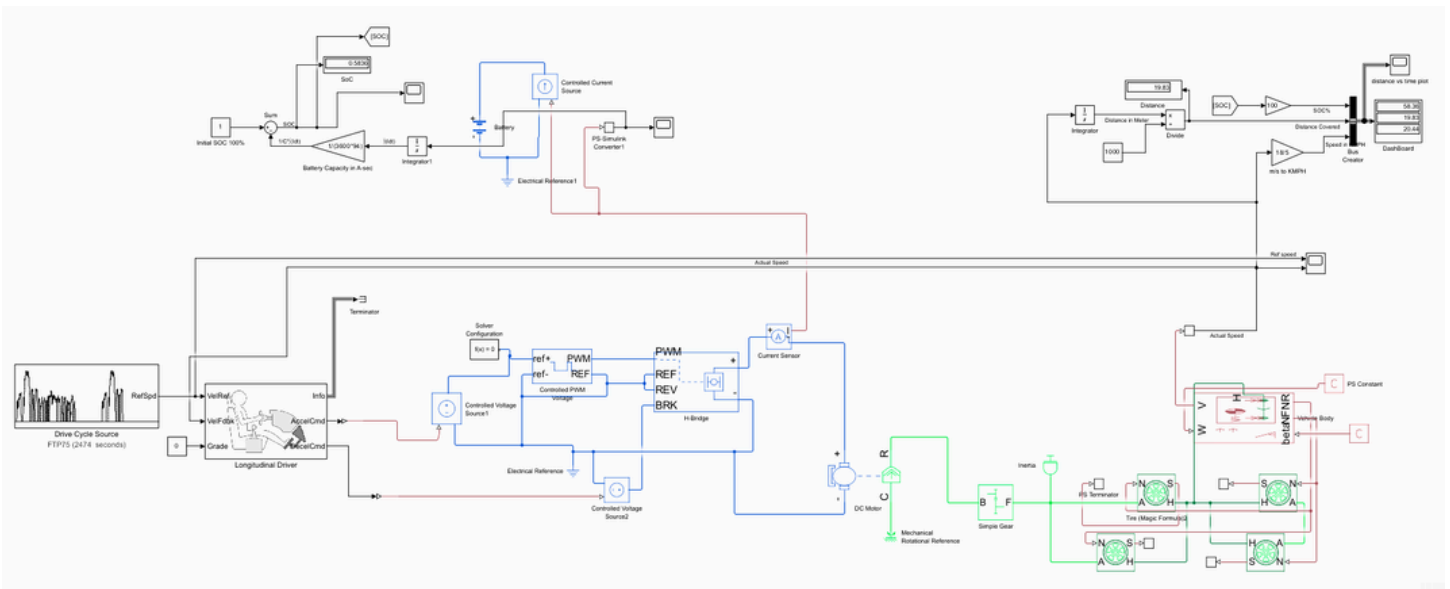 [SOC]
0.5836
SoC
Sum
SOC
1
Initial SOC 100%
1/(3600*94)
Battery Capacity in A-sec
Integrator1
Battery
Controlled Current
Source
PS-Simulink
Converter1
Electrical Reference1
distance vs time plot
19.83
Distance
[SOC]
100
SOC%
58.36
19.83
20.44
DashBoard
Integrator
Distance in Meter
Divide
Distance Covered
1000
18/5
m/s to KMPH
Bus
Creator
Ref speed
Actual Speed
Terminator
Solver
Configuration
f(x) = 0
ref+
ref-
PWM
REF
Controlled PWM
Voltage
PWM
REF
REV
BRK
+
-
H-Bridge
Current Sensor
Actual Speed
RefSpd
Drive Cycle Source
FTP75 (2474 seconds)
VelRef
VelFdbk
Grade
Info
AccelCmd
DecelCmd
0
Longitudinal Driver
Controlled Voltage
Source1
Electrical Reference
Controlled Voltage
Source2
+
-
DC Motor
R
C
Mechanical
Rotational Reference
B
F
Simple Gear
Inertia
C
PS Constant
V
W
H
NR
NF
beta
Vehicle Body
C
PS Terminator
N
S
A
H
Tire (Magic Formula)2
S
N
H
A
N
S
A
H
H
A
S
N